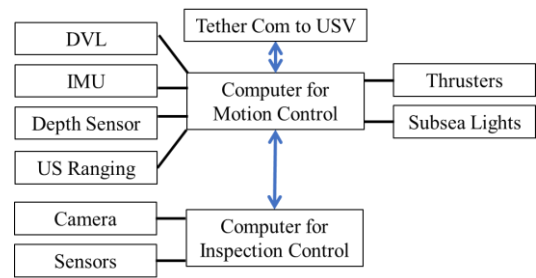 DVL
Tether Com to USV
IMU
Computer for
Motion Control
Thrusters
Depth Sensor
Subsea Lights
US Ranging
Camera
Computer for
Inspection Control
Sensors